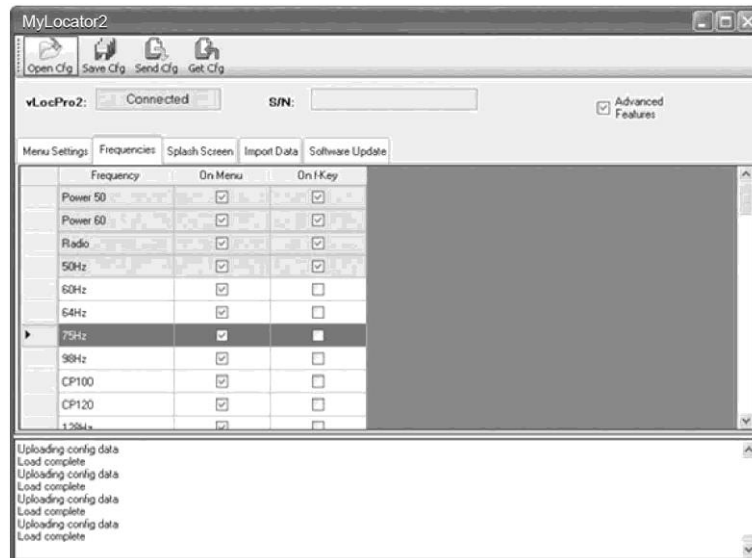 MyLocator2
Open Cfg Save Cfg Send Cfg Get Cfg
vLocPro2: Connected S/N: Advanced Features
Menu Settings Frequencies Splash Screen Import Data Software Update
Frequency On Menu On f-Key
Power 50
Power 60
Radio
50Hz
60Hz
64Hz
75Hz
98Hz
CP100
CP120
128Hz
Uploading config data
Load complete
Uploading config data
Load complete
Uploading config data
Load complete
Uploading config data
Load complete